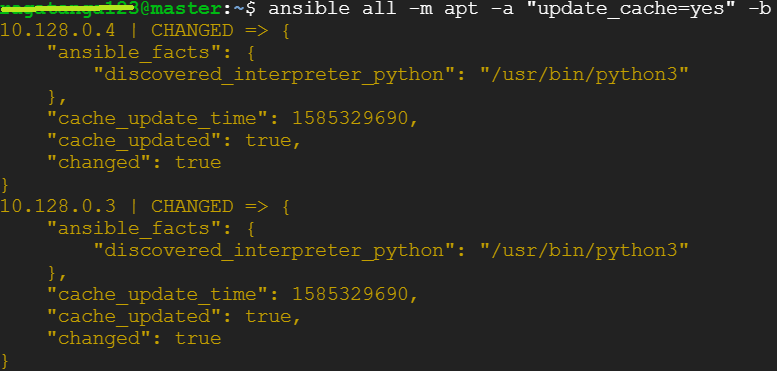 @master:~$ ansible all -m apt -a "update_cache=yes" -b
10.128.0.4 | CHANGED => {
    "ansible_facts": {
        "discovered_interpreter_python": "/usr/bin/python3"
    },
    "cache_update_time": 1585329690,
    "cache_updated": true,
    "changed": true
}
10.128.0.3 | CHANGED => {
    "ansible_facts": {
        "discovered_interpreter_python": "/usr/bin/python3"
    },
    "cache_update_time": 1585329690,
    "cache_updated": true,
    "changed": true
}